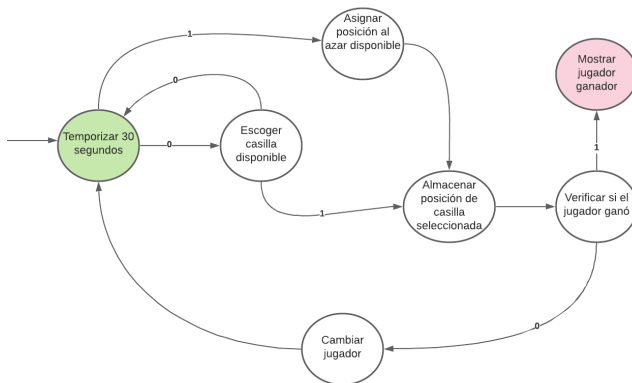 Asignar
posición al
azar disponible
1
Mostrar
jugador
ganador
0
Temporizar 30
segundos
0
Escoger
casilla
disponible
1
Almacenar
posición de
casilla
seleccionada
1
Verificar si el
jugador ganó
0
Cambiar
jugador